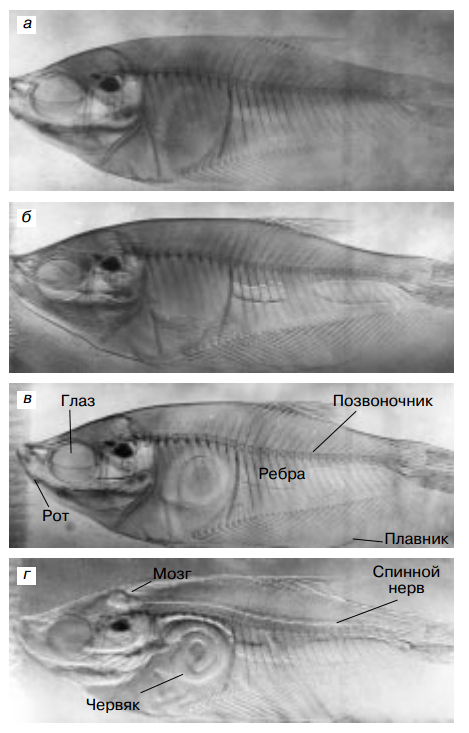 а
б
в
Глаз
Позвоночник
Ребра
Рот
Плавник
г
Мозг
Спинной
нерв
Червяк